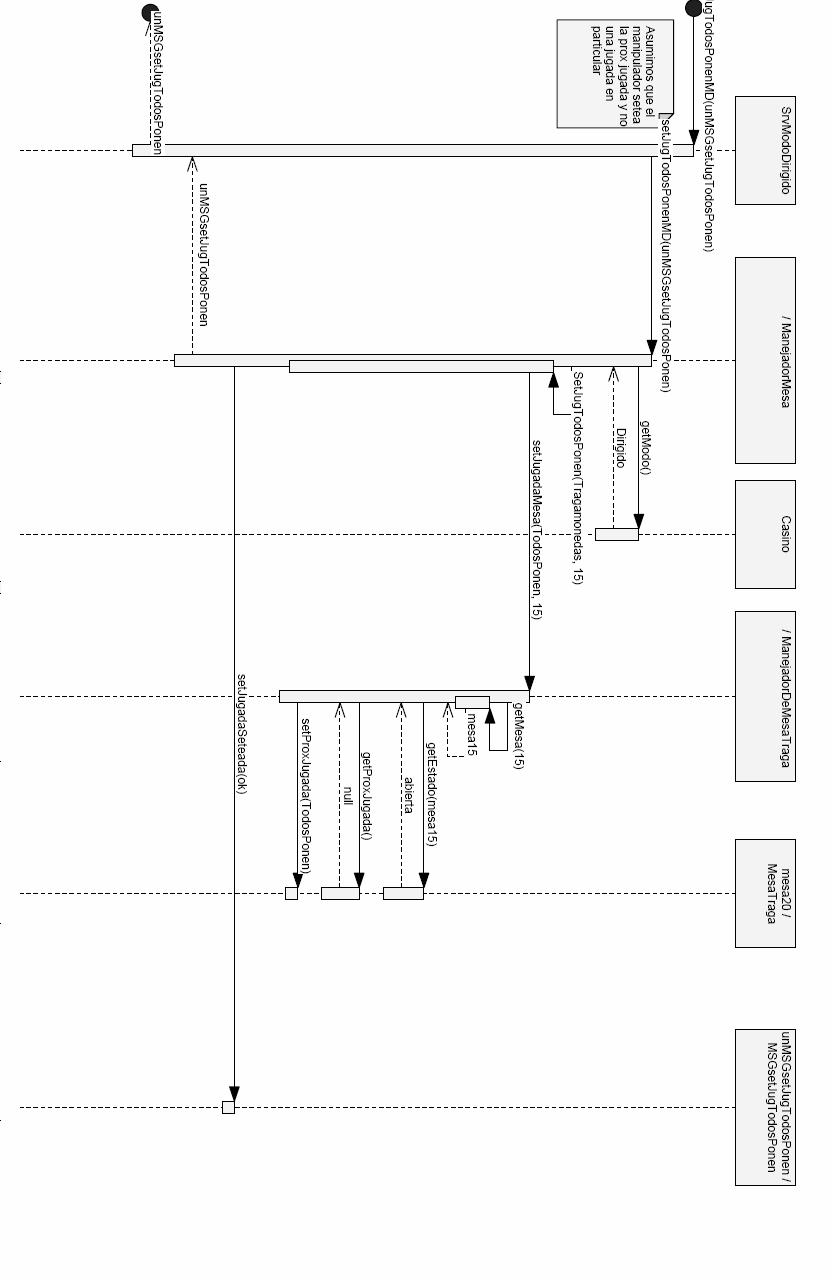 SrvModoDirigido
/ ManejadorMesa
Casino
/ ManejadorDeMesaTraga
mesa20 /
MesaTraga
unMSGsetJugTodosPonen /
MSGsetJugTodosPonen
ugTodosPonenMD(unMSGsetJugTodosPonen)
setJugTodosPonenMD(unMSGsetJugTodosPonen)
Asumimos que el
manipulador setea
la prox jugada y no
una jugada en
particular
getModo()
Dirigido
SetJugTodosPonen(Tragamonedas, 15)
setJugadaMesa(TodosPonen, 15)
getMesa(15)
mesa15
getEstado(mesa15)
abierta
getProxJugada()
null
setProxJugada(TodosPonen)
setJugadaSeteada(ok)
unMSGsetJugTodosPonen
unMSGsetJugTodosPonen